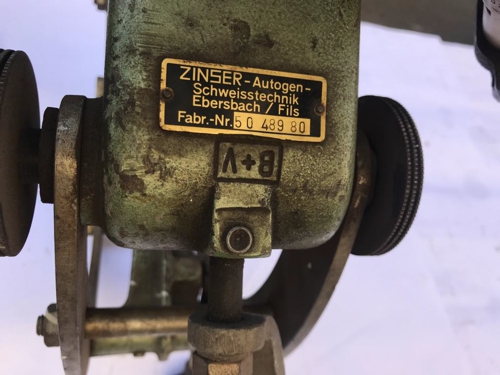 ZINSER-Autogen-
Schweisstechnik
Ebersbach / Fils
Fabr.-Nr. 50 489 80
B+V